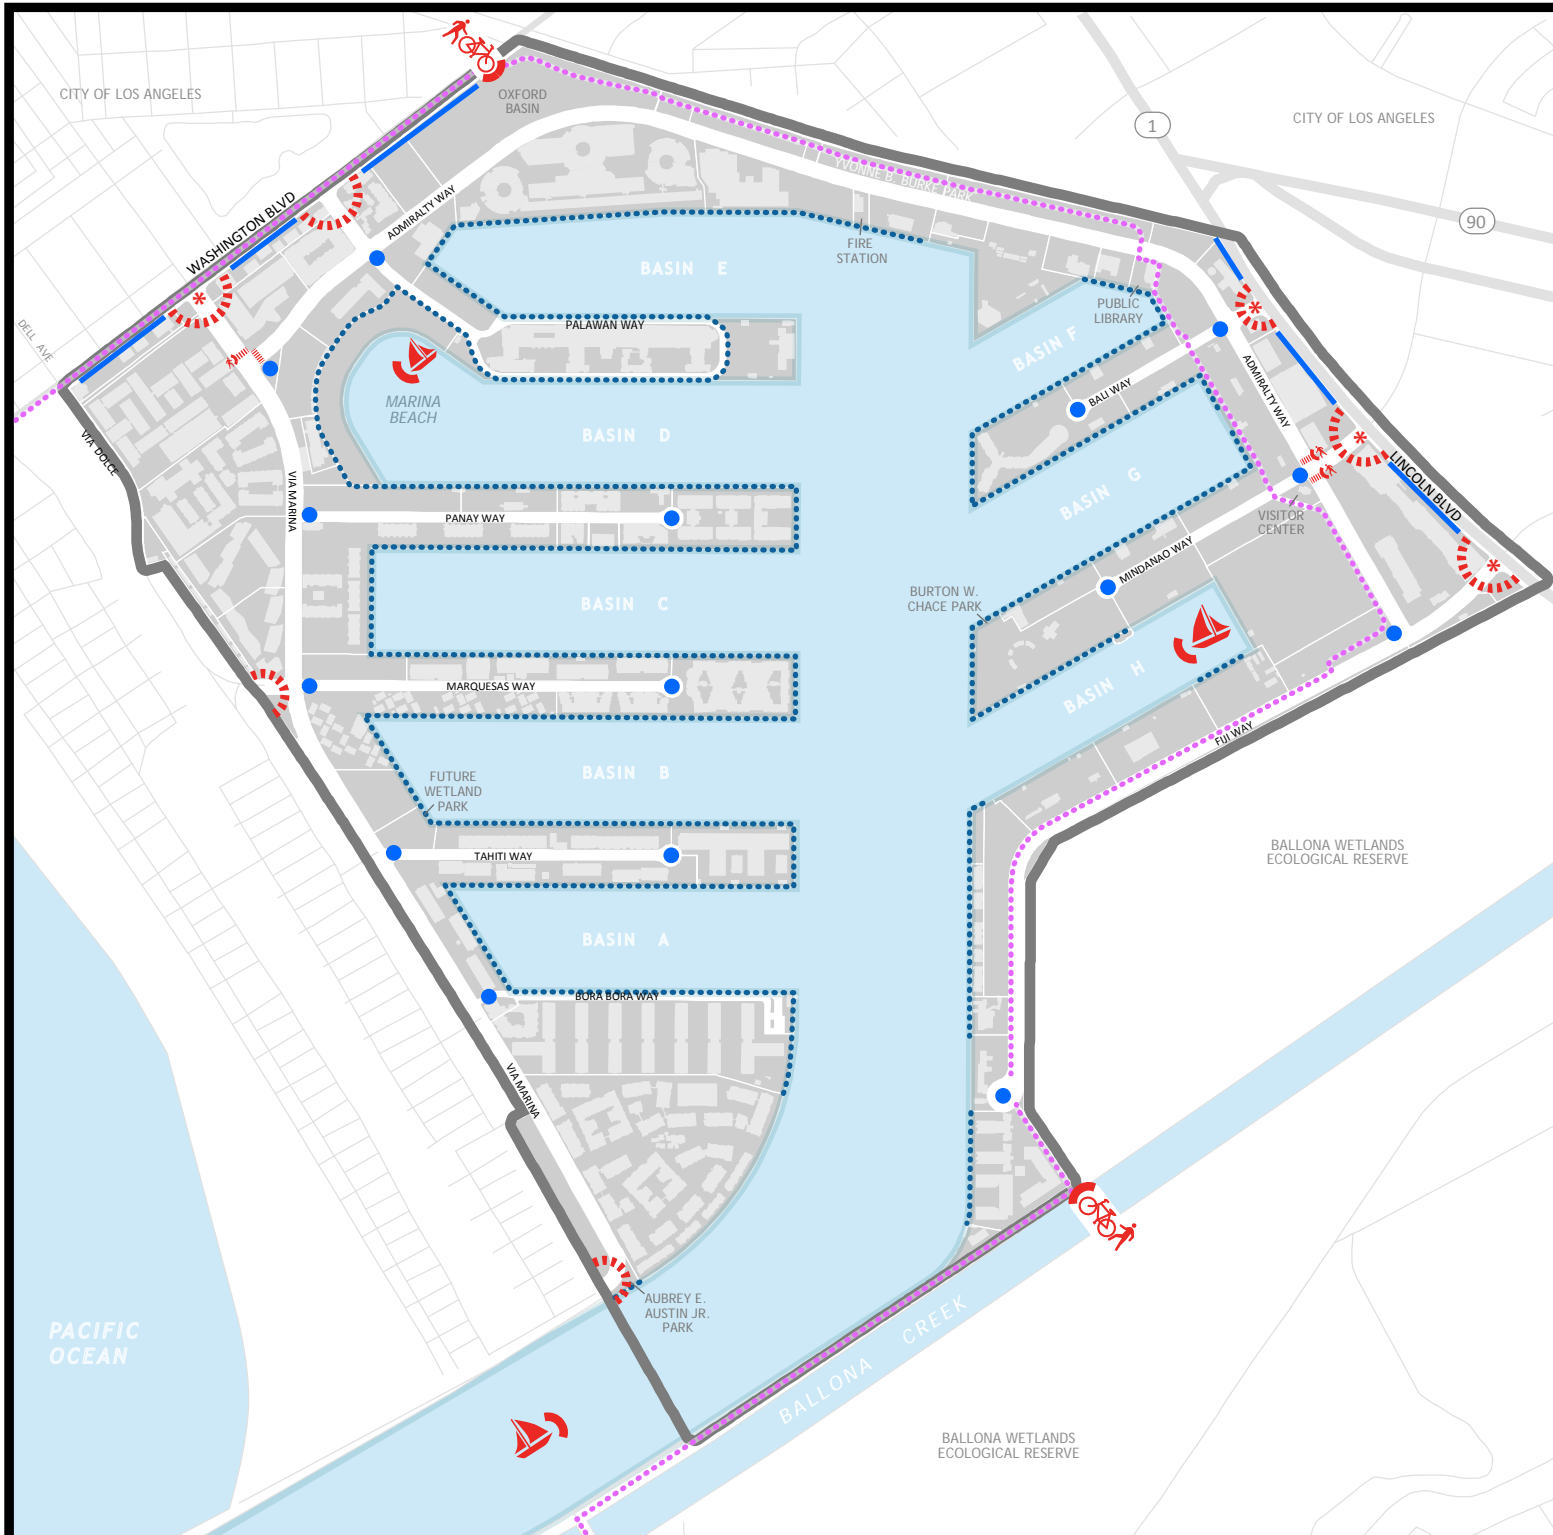 CITY OF LOS ANGELES
OXFORD
BASIN
1
CITY OF LOS ANGELES
WASHINGTON BLVD
ADMIRALTY WAY
YVONNE B. BURKE PARK
90
FIRE
STATION
BASIN E
PUBLIC
LIBRARY
DELL AVE
PALAWAN WAY
BASIN F
MARINA
BEACH
BALI WAY
ADMIRALTY WAY
BASIN D
VIA DOLCE
VIA MARINA
LINCOLN BLVD
BASIN G
PANAY WAY
VISITOR
CENTER
MINDANAO WAY
BURTON W.
CHACE PARK
BASIN C
MARQUESAS WAY
BASIN H
FIJI WAY
BASIN B
FUTURE
WETLAND
PARK
TAHITI WAY
BALLONA WETLANDS
ECOLOGICAL RESERVE
BASIN A
BORA BORA WAY
VIA MARINA
AUBREY E.
AUSTIN JR.
PARK
PACIFIC
OCEAN
BALLONA CREEK
BALLONA WETLANDS
ECOLOGICAL RESERVE